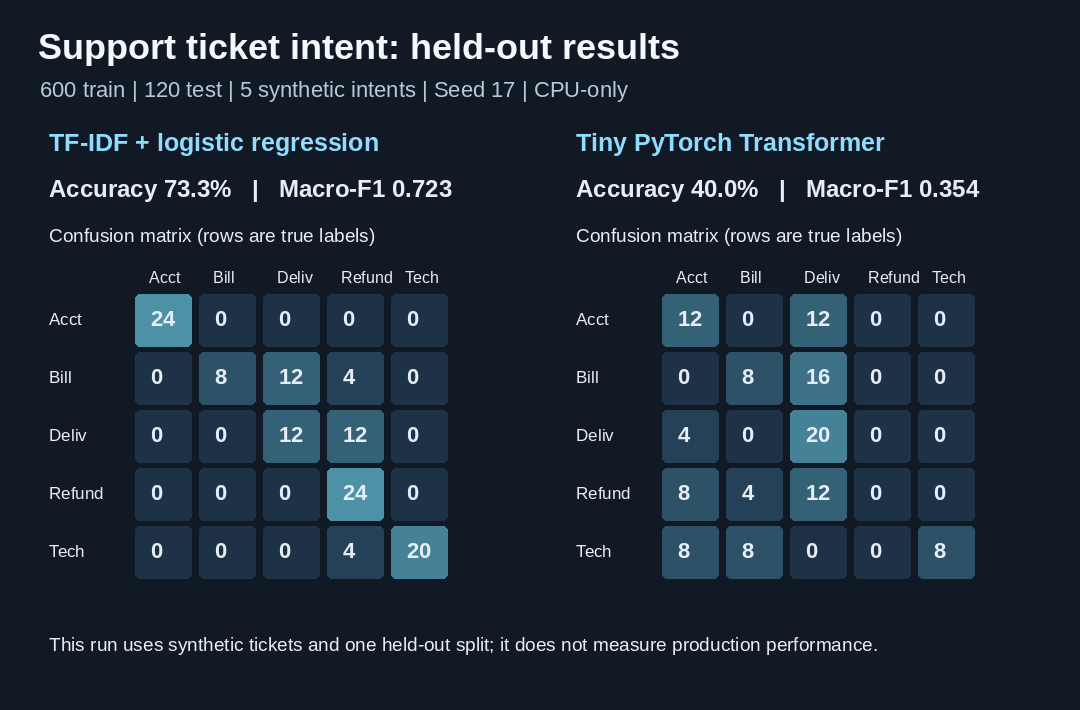 Support ticket intent: held-out results
600 train | 120 test | 5 synthetic intents | Seed 17 | CPU-only
TF-IDF + logistic regression
Accuracy 73.3% | Macro-F1 0.723
Confusion matrix (rows are true labels)
Acct Bill Deliv Refund Tech
Acct 24 0 0 0 0
Bill 0 8 12 4 0
Deliv 0 0 12 12 0
Refund 0 0 0 24 0
Tech 0 0 0 4 20
Tiny PyTorch Transformer
Accuracy 40.0% | Macro-F1 0.354
Confusion matrix (rows are true labels)
Acct Bill Deliv Refund Tech
Acct 12 0 12 0 0
Bill 0 8 16 0 0
Deliv 4 0 20 0 0
Refund 8 4 12 0 0
Tech 8 8 0 0 8
This run uses synthetic tickets and one held-out split; it does not measure production performance.